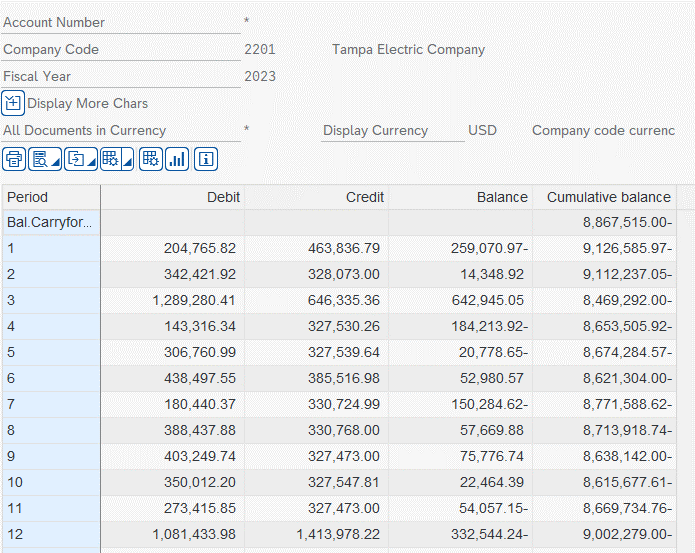 Account Number *
Company Code 2201 Tampa Electric Company
Fiscal Year 2023
Display More Chars
All Documents in Currency * Display Currency USD Company code currenc
Period Debit Credit Balance Cumulative balance
Bal.Carryfor... 8,867,515.00-
1 204,765.82 463,836.79 259,070.97- 9,126,585.97-
2 342,421.92 328,073.00 14,348.92 9,112,237.05-
3 1,289,280.41 646,335.36 642,945.05 8,469,292.00-
4 143,316.34 327,530.26 184,213.92- 8,653,505.92-
5 306,760.99 327,539.64 20,778.65- 8,674,284.57-
6 438,497.55 385,516.98 52,980.57 8,621,304.00-
7 180,440.37 330,724.99 150,284.62- 8,771,588.62-
8 388,437.88 330,768.00 57,669.88 8,713,918.74-
9 403,249.74 327,473.00 75,776.74 8,638,142.00-
10 350,012.20 327,547.81 22,464.39 8,615,677.61-
11 273,415.85 327,473.00 54,057.15- 8,669,734.76-
12 1,081,433.98 1,413,978.22 332,544.24- 9,002,279.00-